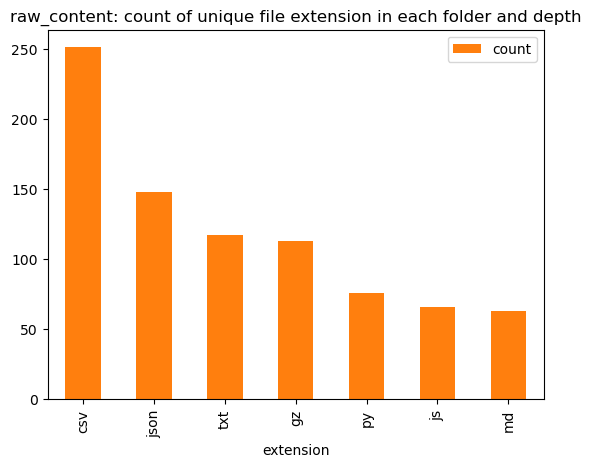 raw_content: count of unique file extension in each folder and depth
count
250
200
150
100
50
0
csv
json
txt
gz
py
js
md
extension